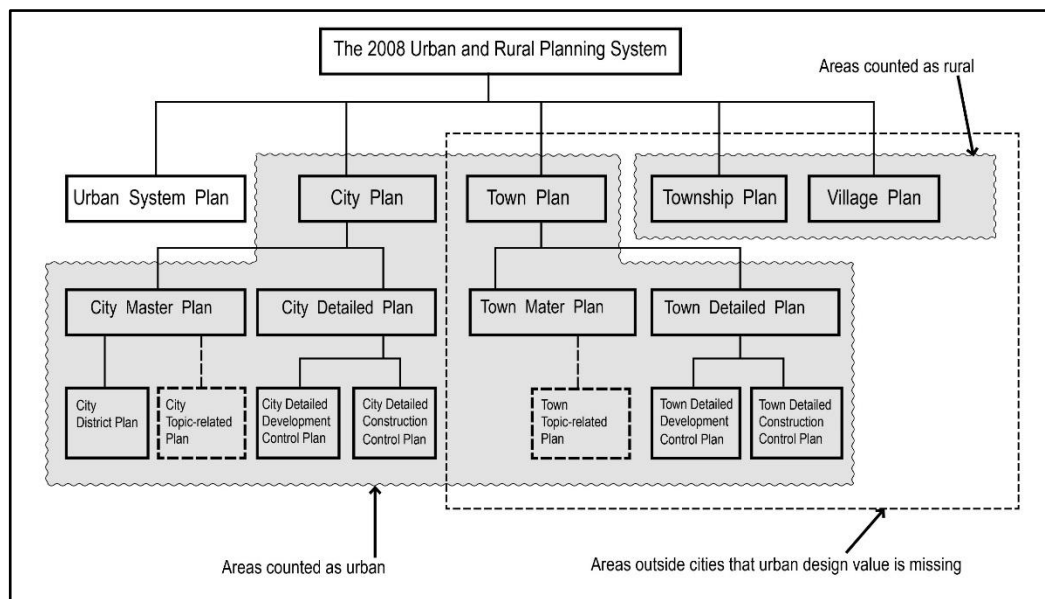 The 2008 Urban and Rural Planning System
Areas counted as rural
Urban System Plan
City Plan
Town Plan
Township Plan
Village Plan
City Master Plan
City Detailed Plan
Town Mater Plan
Town Detailed Plan
City
District Plan
City
Topic-related
Plan
City Detailed
Development
Control Plan
City Detailed
Construction
Control Plan
Town
Topic-related
Plan
Town Detailed
Development
Control Plan
Town Detailed
Construction
Control Plan
Areas counted as urban
Areas outside cities that urban design value is missing